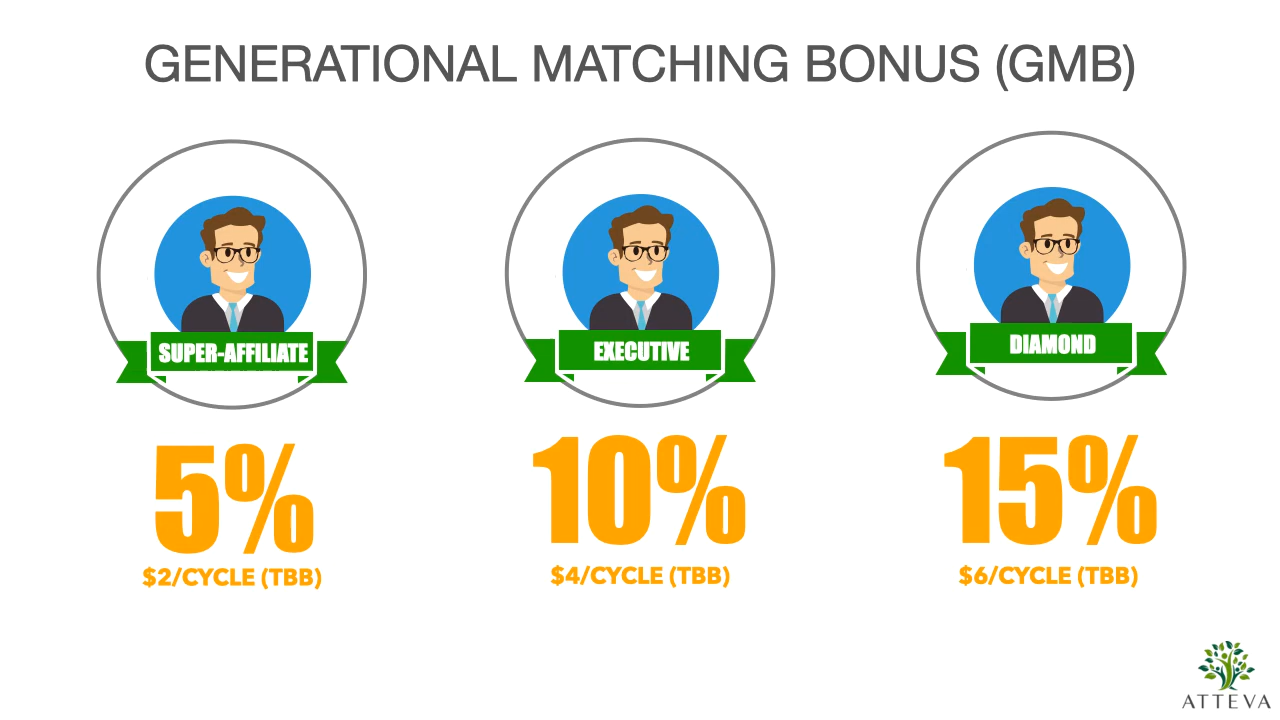 GENERATIONAL MATCHING BONUS (GMB)
SUPER-AFFILIATE
EXECUTIVE
DIAMOND
5%
10%
15%
$2/CYCLE (TBB)
$4/CYCLE (TBB)
$6/CYCLE (TBB)
ATTEVA